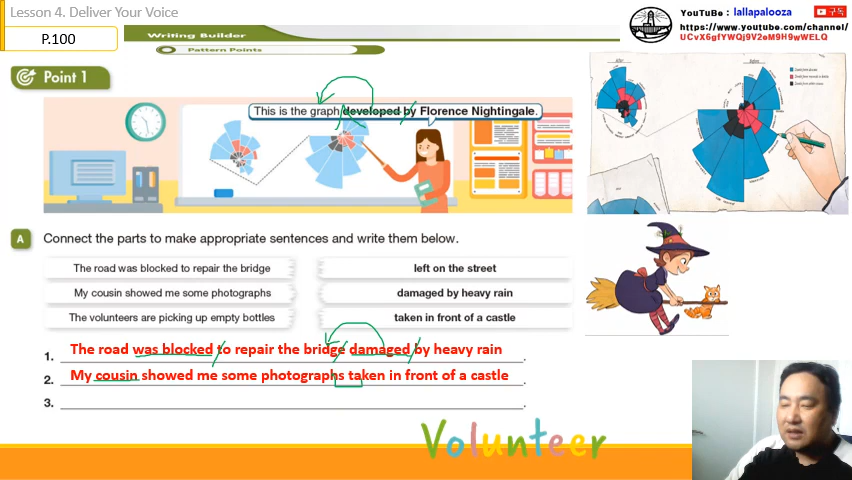 Lesson 4. Deliver Your Voice
P.100
Writing Builder
Pattern Points
YouTuBe : lallapalooza
구독
https://www.youtube.com/channel/
UCvX6gfYWQj9V2eM9H9wWELQ
Point 1
This is the graph developed by Florence Nightingale.
A Connect the parts to make appropriate sentences and write them below.
The road was blocked to repair the bridge left on the street
My cousin showed me some photographs damaged by heavy rain
The volunteers are picking up empty bottles taken in front of a castle
1. The road was blocked to repair the bridge damaged by heavy rain.
2. My cousin showed me some photographs taken in front of a castle.
3.
Volunteer